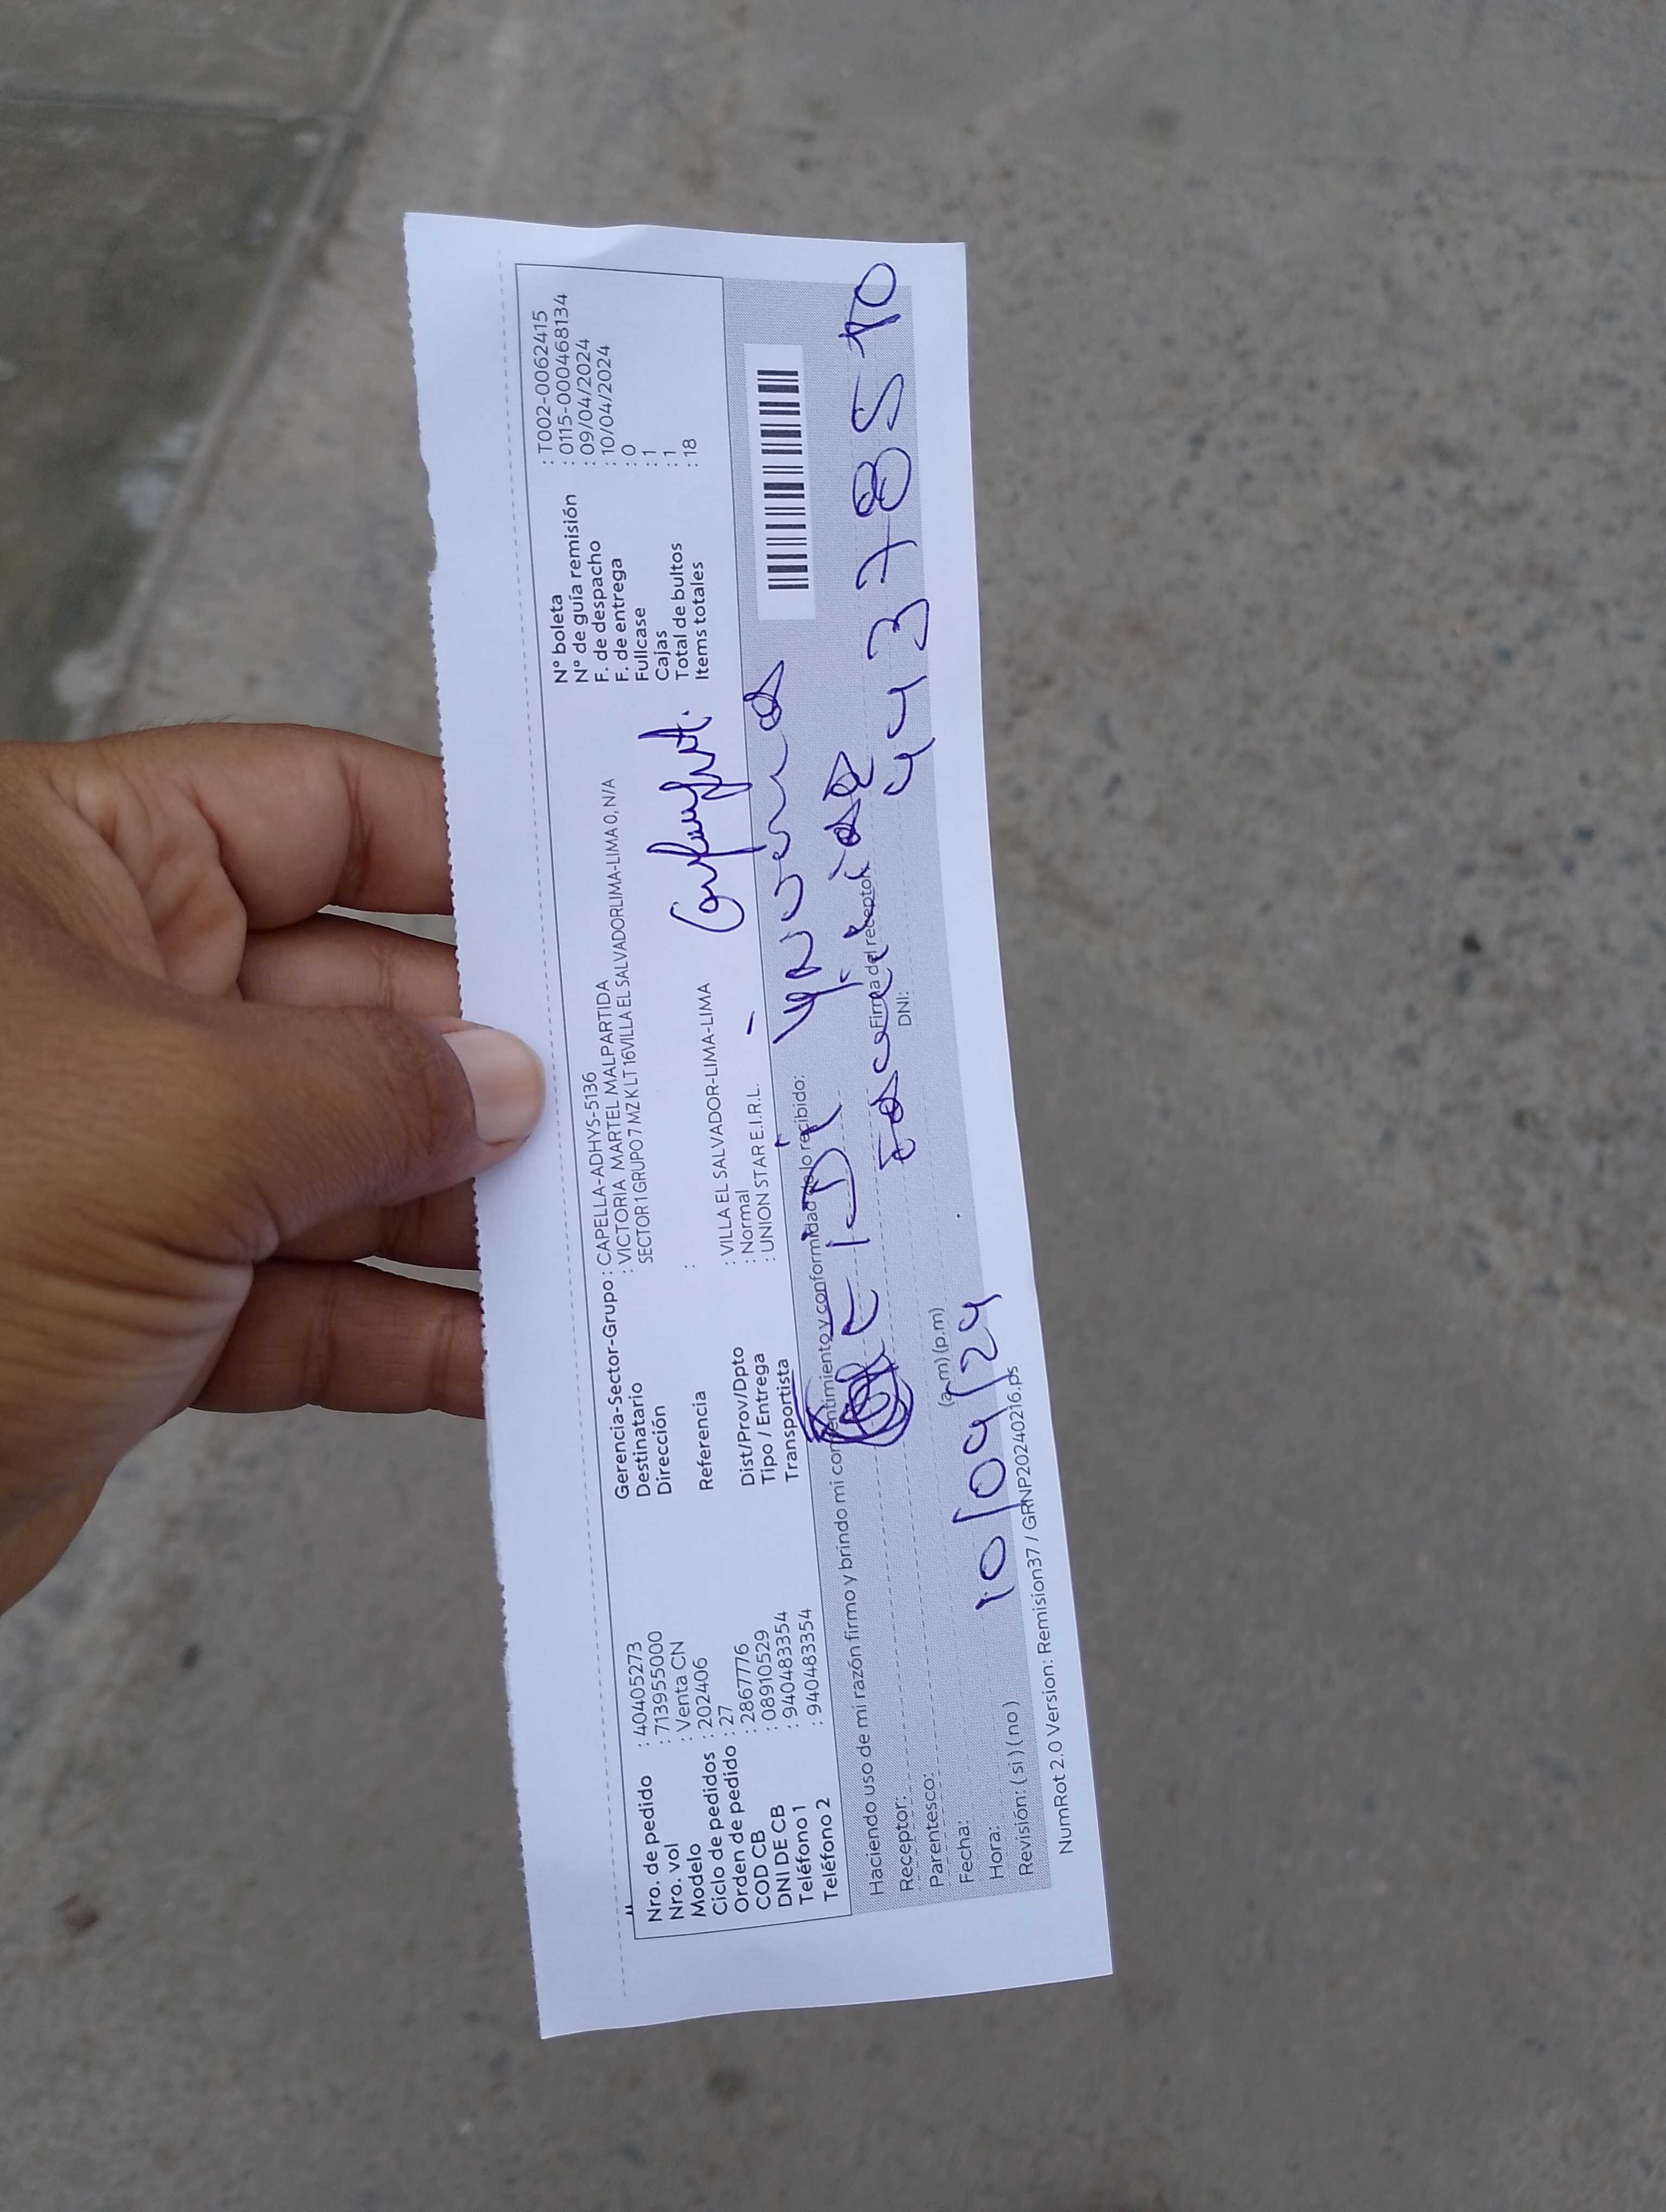 Nro. de pedido : 40405273
Nro. vol : 713955000
Modelo : Venta CN
Ciclo de pedidos : 202406
Orden de pedido : 27
COD CB : 2867776
DNI DE CB : 08910529
Teléfono 1 : 940483354
Teléfono 2 : 940483354
Gerencia-Sector-Grupo : CAPELLA-ADHYS-5136
Destinatario : VICTORIA MARTEL MALPARTIDA
Dirección : SECTOR 1 GRUPO 7 MZ K LT 16VILLA EL SALVADORLIMA-LIMA 0, N/A
Referencia :
Dist/Prov/Dpto : VILLA EL SALVADOR-LIMA-LIMA
Tipo / Entrega : Normal
Transportista : UNION STAR E.I.R.L.
N° boleta : T002-0062415
N° de guía remisión : 0115-000468134
F. de despacho : 09/04/2024
F. de entrega : 10/04/2024
Fullcase : 0
Cajas : 1
Total de bultos : 1
Items totales : 18
Haciendo uso de mi razón firmo y brindo mi consentimiento y conformidad de lo recibido:
Receptor:
Parentesco:
Firma del receptor
DNI:
Fecha: 10/04/24
Hora: (a.m) (p.m)
Revisión: ( si ) ( no )
NumRot 2.0 Version: Remision37 / GRNP20240216.ps